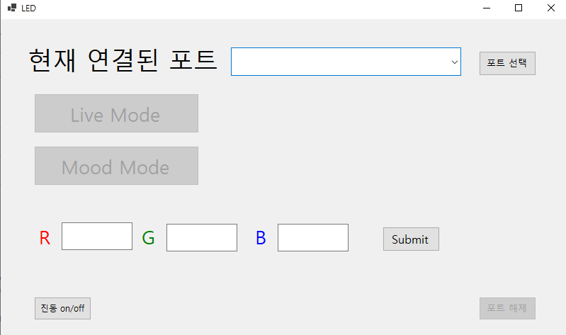 LED
현재 연결된 포트
포트 선택
Live Mode
Mood Mode
R G B Submit
진동 on/off
포트 해제